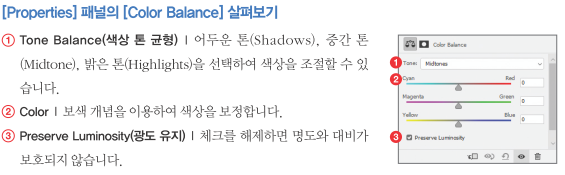 [Properties] 패널의 [Color Balance] 살펴보기
① Tone Balance(색상 톤 균형) | 어두운 톤(Shadows), 중간 톤
(Midtone), 밝은 톤(Highlights)을 선택하여 색상을 조절할 수 있
습니다.
② Color | 보색 개념을 이용하여 색상을 보정합니다.
③ Preserve Luminosity(광도 유지) | 체크를 해제하면 명도와 대비가
보호되지 않습니다.
Color Balance
① Tone: Midtones
② Cyan Red 0
Magenta Green 0
Yellow Blue 0
③ Preserve Luminosity